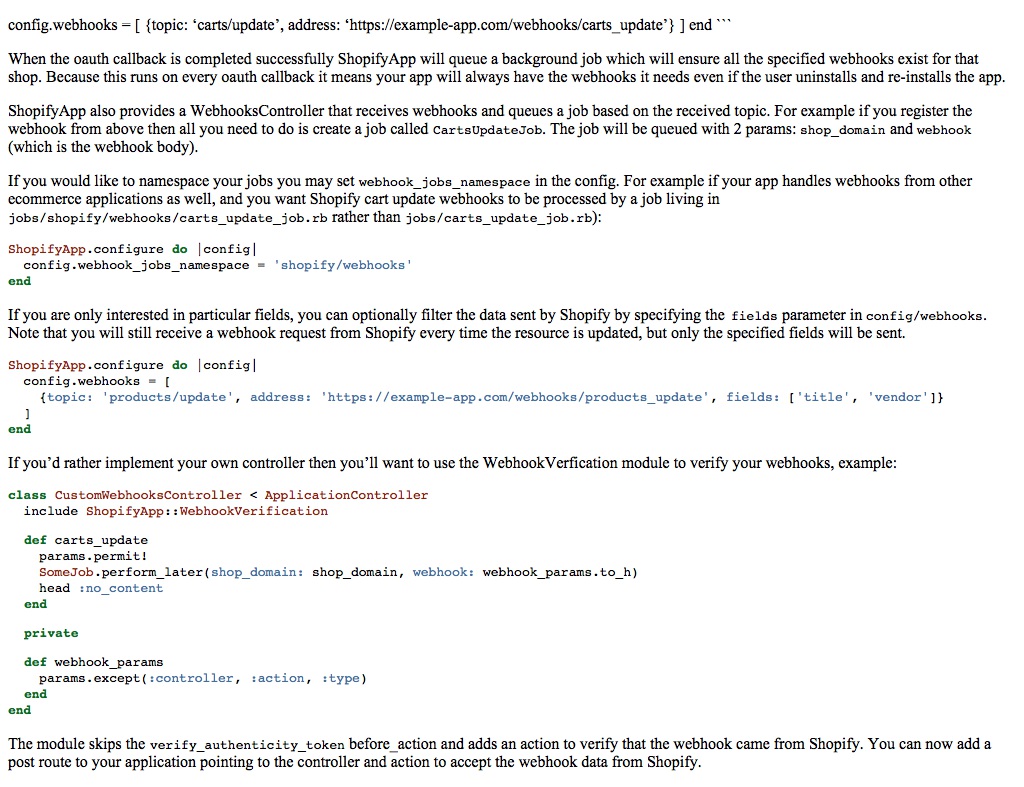 config.webhooks = [ {topic: ‘carts/update’, address: ‘https://example-app.com/webhooks/carts_update’} ] end ```
When the oauth callback is completed successfully ShopifyApp will queue a background job which will ensure all the specified webhooks exist for that
shop. Because this runs on every oauth callback it means your app will always have the webhooks it needs even if the user uninstalls and re-installs the app.
ShopifyApp also provides a WebhooksController that receives webhooks and queues a job based on the received topic. For example if you register the
webhook from above then all you need to do is create a job called CartsUpdateJob. The job will be queued with 2 params: shop_domain and webhook
(which is the webhook body).
If you would like to namespace your jobs you may set webhook_jobs_namespace in the config. For example if your app handles webhooks from other
ecommerce applications as well, and you want Shopify cart update webhooks to be processed by a job living in
jobs/shopify/webhooks/carts_update_job.rb rather than jobs/carts_update_job.rb):
ShopifyApp.configure do |config|
  config.webhook_jobs_namespace = 'shopify/webhooks'
end
If you are only interested in particular fields, you can optionally filter the data sent by Shopify by specifying the fields parameter in config/webhooks.
Note that you will still receive a webhook request from Shopify every time the resource is updated, but only the specified fields will be sent.
ShopifyApp.configure do |config|
  config.webhooks = [
    {topic: 'products/update', address: 'https://example-app.com/webhooks/products_update', fields: ['title', 'vendor']}
  ]
end
If you’d rather implement your own controller then you’ll want to use the WebhookVerfication module to verify your webhooks, example:
class CustomWebhooksController < ApplicationController
  include ShopifyApp::WebhookVerification
  def carts_update
    params.permit!
    SomeJob.perform_later(shop_domain: shop_domain, webhook: webhook_params.to_h)
    head :no_content
  end
  private
  def webhook_params
    params.except(:controller, :action, :type)
  end
end
The module skips the verify_authenticity_token before_action and adds an action to verify that the webhook came from Shopify. You can now add a
post route to your application pointing to the controller and action to accept the webhook data from Shopify.